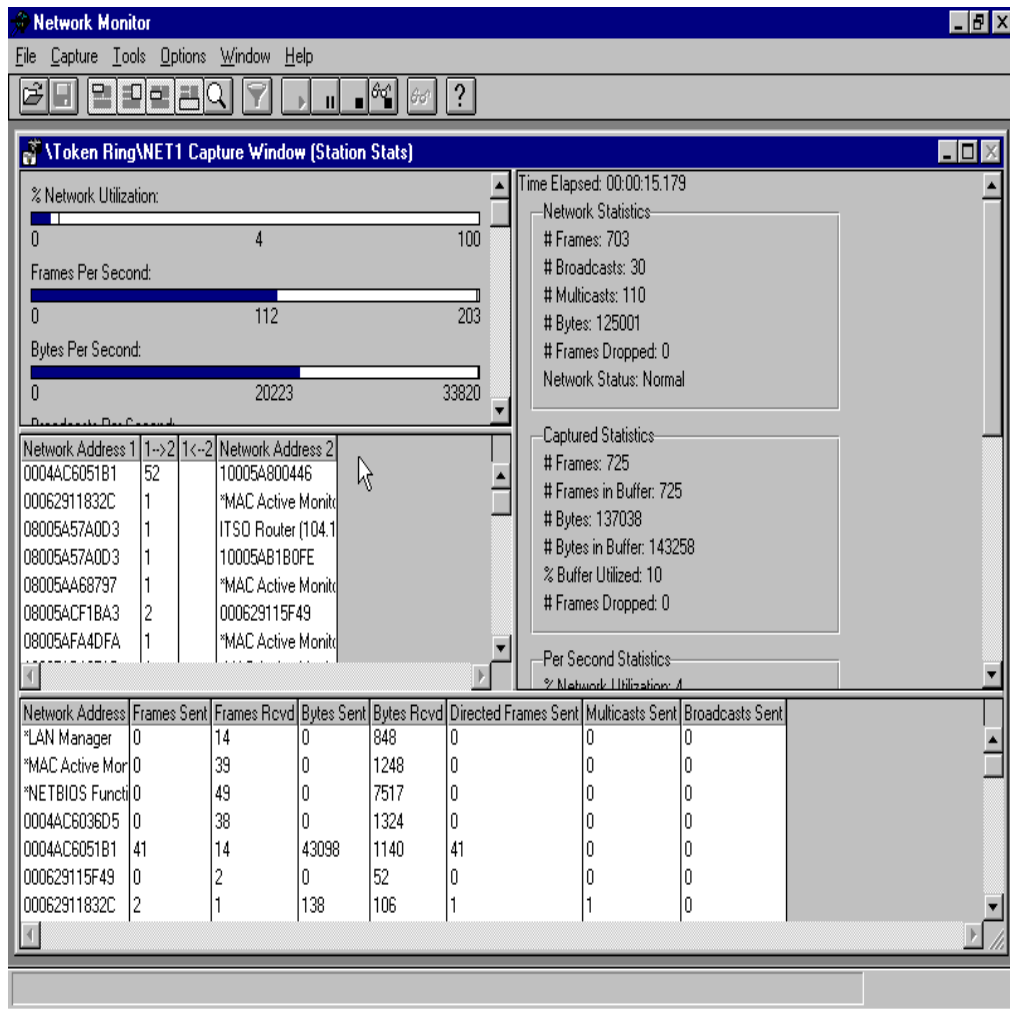 Network Monitor
File Capture Tools Options Window Help
\Token Ring\NET1 Capture Window (Station Stats)
% Network Utilization:
0 4 100
Frames Per Second:
0 112 203
Bytes Per Second:
0 20223 33820
Time Elapsed: 00:00:15.179
Network Statistics
# Frames: 703
# Broadcasts: 30
# Multicasts: 110
# Bytes: 125001
# Frames Dropped: 0
Network Status: Normal
Captured Statistics
# Frames: 725
# Frames in Buffer: 725
# Bytes: 137038
# Bytes in Buffer: 143258
% Buffer Utilized: 10
# Frames Dropped: 0
Per Second Statistics
% Network Utilization: 4
Network Address 1 1-->2 1<--2 Network Address 2
0004AC6051B1 52 10005A800446
00062911832C 1 *MAC Active Monito
08005A57A0D3 1 ITSO Router (104.1
08005A57A0D3 1 10005AB1B0FE
08005AA68797 1 *MAC Active Monito
08005ACF1BA3 2 000629115F49
08005AFA4DFA 1 *MAC Active Monito
Network Address Frames Sent Frames Rcvd Bytes Sent Bytes Rcvd Directed Frames Sent Multicasts Sent Broadcasts Sent
*LAN Manager 0 14 0 848 0 0 0
*MAC Active Mor 0 39 0 1248 0 0 0
*NETBIOS Functi 0 49 0 7517 0 0 0
0004AC6036D5 0 38 0 1324 0 0 0
0004AC6051B1 41 14 43098 1140 41 0 0
000629115F49 0 2 0 52 0 0 0
00062911832C 2 1 138 106 1 1 0